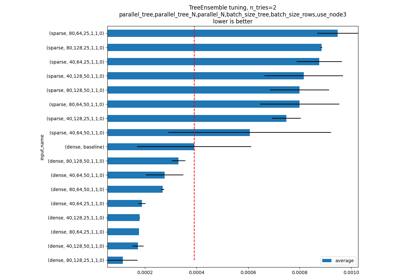 TreeEnsemble tuning, n_tries=2
parallel_tree,parallel_tree_N,parallel_N,batch_size_tree,batch_size_rows,use_node3
lower is better
(sparse, 80,64,25,1,1,0)
(sparse, 80,128,25,1,1,0)
(sparse, 40,64,25,1,1,0)
(sparse, 40,128,50,1,1,0)
(sparse, 80,128,50,1,1,0)
(sparse, 80,64,50,1,1,0)
(sparse, 40,128,25,1,1,0)
(sparse, 40,64,50,1,1,0)
(dense, baseline)
(dense, 80,128,50,1,1,0)
(dense, 40,64,50,1,1,0)
(dense, 80,64,50,1,1,0)
(dense, 40,64,25,1,1,0)
(dense, 40,128,25,1,1,0)
(dense, 80,64,25,1,1,0)
(dense, 40,128,50,1,1,0)
(dense, 80,128,25,1,1,0)
input,name
average
0.0002 0.0004 0.0006 0.0008 0.0010